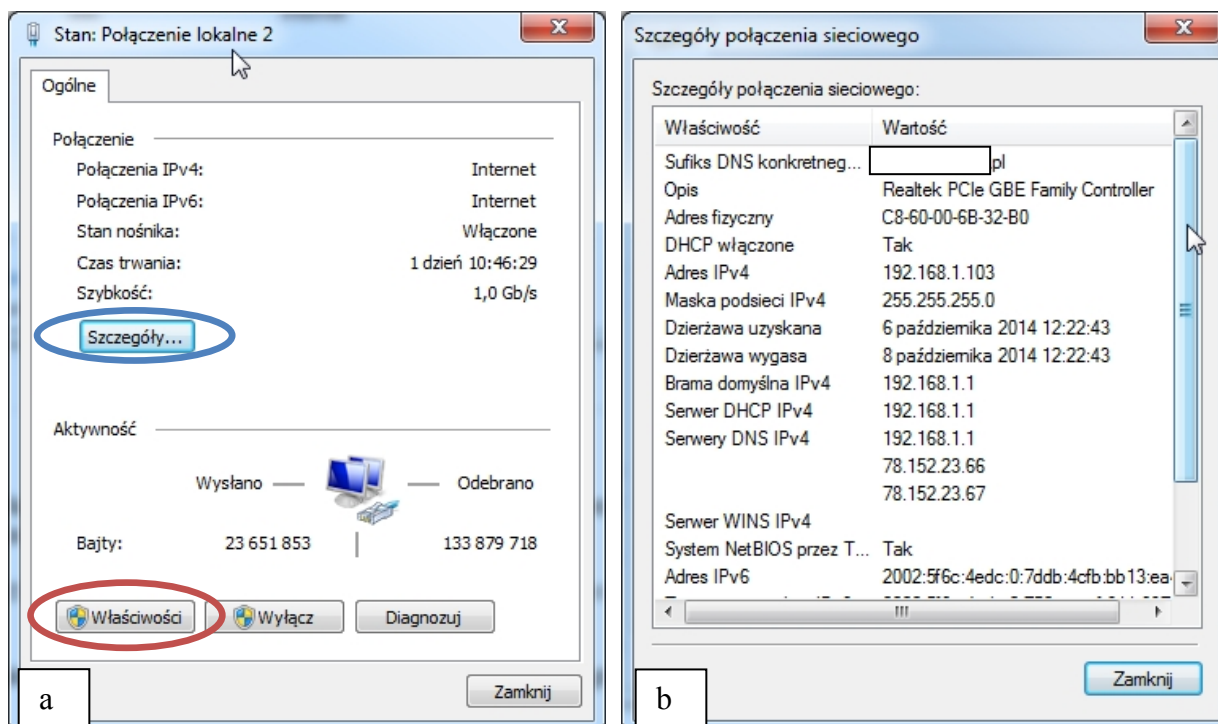 Stan: Połączenie lokalne 2
Ogólne
Połączenie
Połączenia IPv4: Internet
Połączenia IPv6: Internet
Stan nośnika: Włączone
Czas trwania: 1 dzień 10:46:29
Szybkość: 1,0 Gb/s
Szczegóły...
Aktywność
Wysłano Odebrano
Bajty: 23 651 853 133 879 718
Właściwości Wyłącz Diagnozuj
Zamknij
a
Szczegóły połączenia sieciowego
Szczegóły połączenia sieciowego:
Właściwość Wartość
Sufiks DNS konkretneg... .pl
Opis Realtek PCIe GBE Family Controller
Adres fizyczny C8-60-00-6B-32-B0
DHCP włączone Tak
Adres IPv4 192.168.1.103
Maska podsieci IPv4 255.255.255.0
Dzierżawa uzyskana 6 października 2014 12:22:43
Dzierżawa wygasa 8 października 2014 12:22:43
Brama domyślna IPv4 192.168.1.1
Serwer DHCP IPv4 192.168.1.1
Serwery DNS IPv4 192.168.1.1
78.152.23.66
78.152.23.67
Serwer WINS IPv4
System NetBIOS przez T... Tak
Adres IPv6 2002:5f6c:4edc:0:7ddb:4cfb:bb13:ea
Zamknij
b